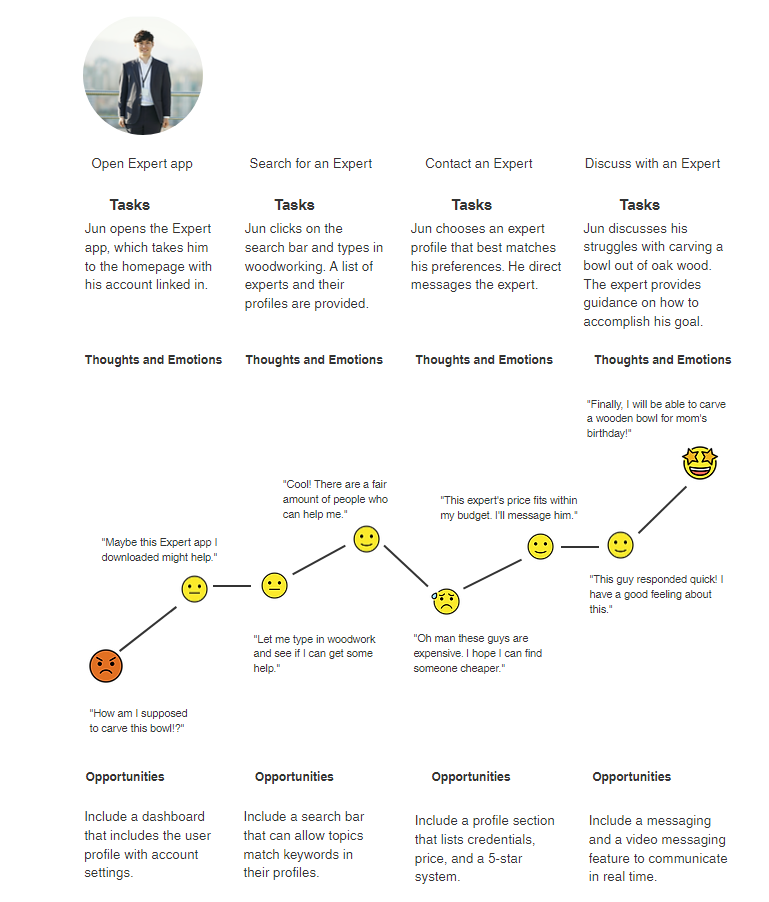 Open Expert app
Search for an Expert
Contact an Expert
Discuss with an Expert
Tasks
Jun opens the Expert
app, which takes him
to the homepage with
his account linked in.
Tasks
Jun clicks on the
search bar and types in
woodworking. A list of
experts and their
profiles are provided.
Tasks
Jun chooses an expert
profile that best matches
his preferences. He direct
messages the expert.
Tasks
Jun discusses his
struggles with carving a
bowl out of oak wood.
The expert provides
guidance on how to
accomplish his goal.
Thoughts and Emotions
Thoughts and Emotions
Thoughts and Emotions
Thoughts and Emotions
"How am I supposed
to carve this bowl!?"
"Maybe this Expert app I
downloaded might help."
"Let me type in woodwork
and see if I can get some
help."
"Cool! There are a fair
amount of people who
can help me."
"Oh man these guys are
expensive. I hope I can find
someone cheaper."
"This expert's price fits within
my budget. I'll message him."
"This guy responded quick! I
have a good feeling about
this."
"Finally, I will be able to carve
a wooden bowl for mom's
birthday!"
Opportunities
Include a dashboard
that includes the user
profile with account
settings.
Opportunities
Include a search bar
that can allow topics
match keywords in
their profiles.
Opportunities
Include a profile section
that lists credentials,
price, and a 5-star
system.
Opportunities
Include a messaging
and a video messaging
feature to communicate
in real time.